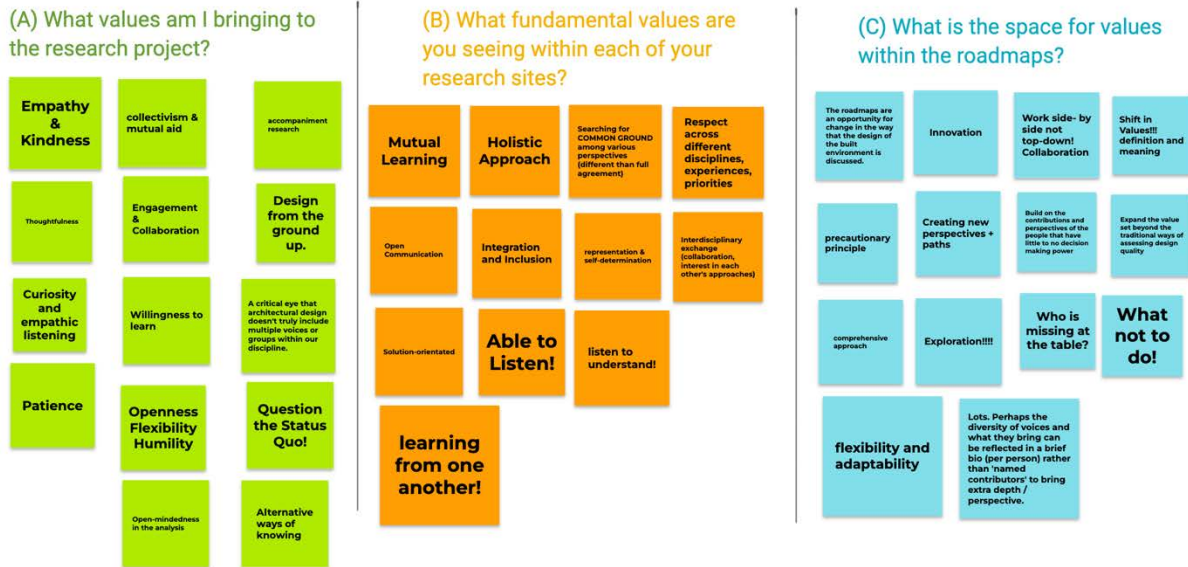 (A) What values am I bringing to
the research project?
Empathy
&
Kindness
collectivism &
mutual aid
accompaniment
research
Thoughtfulness
Engagement
&
Collaboration
Design
from the
ground
up.
Curiosity
and
empathic
listening
Willingness to
learn
A critical eye that
architectural design
doesn't truly include
multiple voices or
groups within our
discipline.
Patience
Openness
Flexibility
Humility
Question
the Status
Quo!
Open-mindedness
in the analysis
Alternative
ways of
knowing
(B) What fundamental values are
you seeing within each of your
research sites?
Mutual
Learning
Holistic
Approach
Searching for
COMMON GROUND
among various
perspectives
(different than full
agreement)
Respect
across
different
disciplines,
experiences,
priorities
Open
Communication
Integration
and Inclusion
representation &
self-determination
Interdisciplinary
exchange
(collaboration,
interest in each
other's approaches)
Solution-orientated
Able to
Listen!
listen to
understand!
learning
from one
another!
(C) What is the space for values
within the roadmaps?
The roadmaps are
an opportunity for
change in the way
that the design of
the built
environment is
discussed.
Innovation
Work side- by
side not
top-down!
Collaboration
Shift in
Values!!!
definition and
meaning
precautionary
principle
Creating new
perspectives +
paths
Build on the
contributions and
perspectives of the
people that have
little to no decision
making power
Expand the value
set beyond the
traditional ways of
assessing design
quality
comprehensive
approach
Exploration!!!!
Who is
missing at
the table?
What
not to
do!
flexibility and
adaptability
Lots. Perhaps the
diversity of voices and
what they bring can
be reflected in a brief
bio (per person) rather
than 'named
contributors' to bring
extra depth /
perspective.